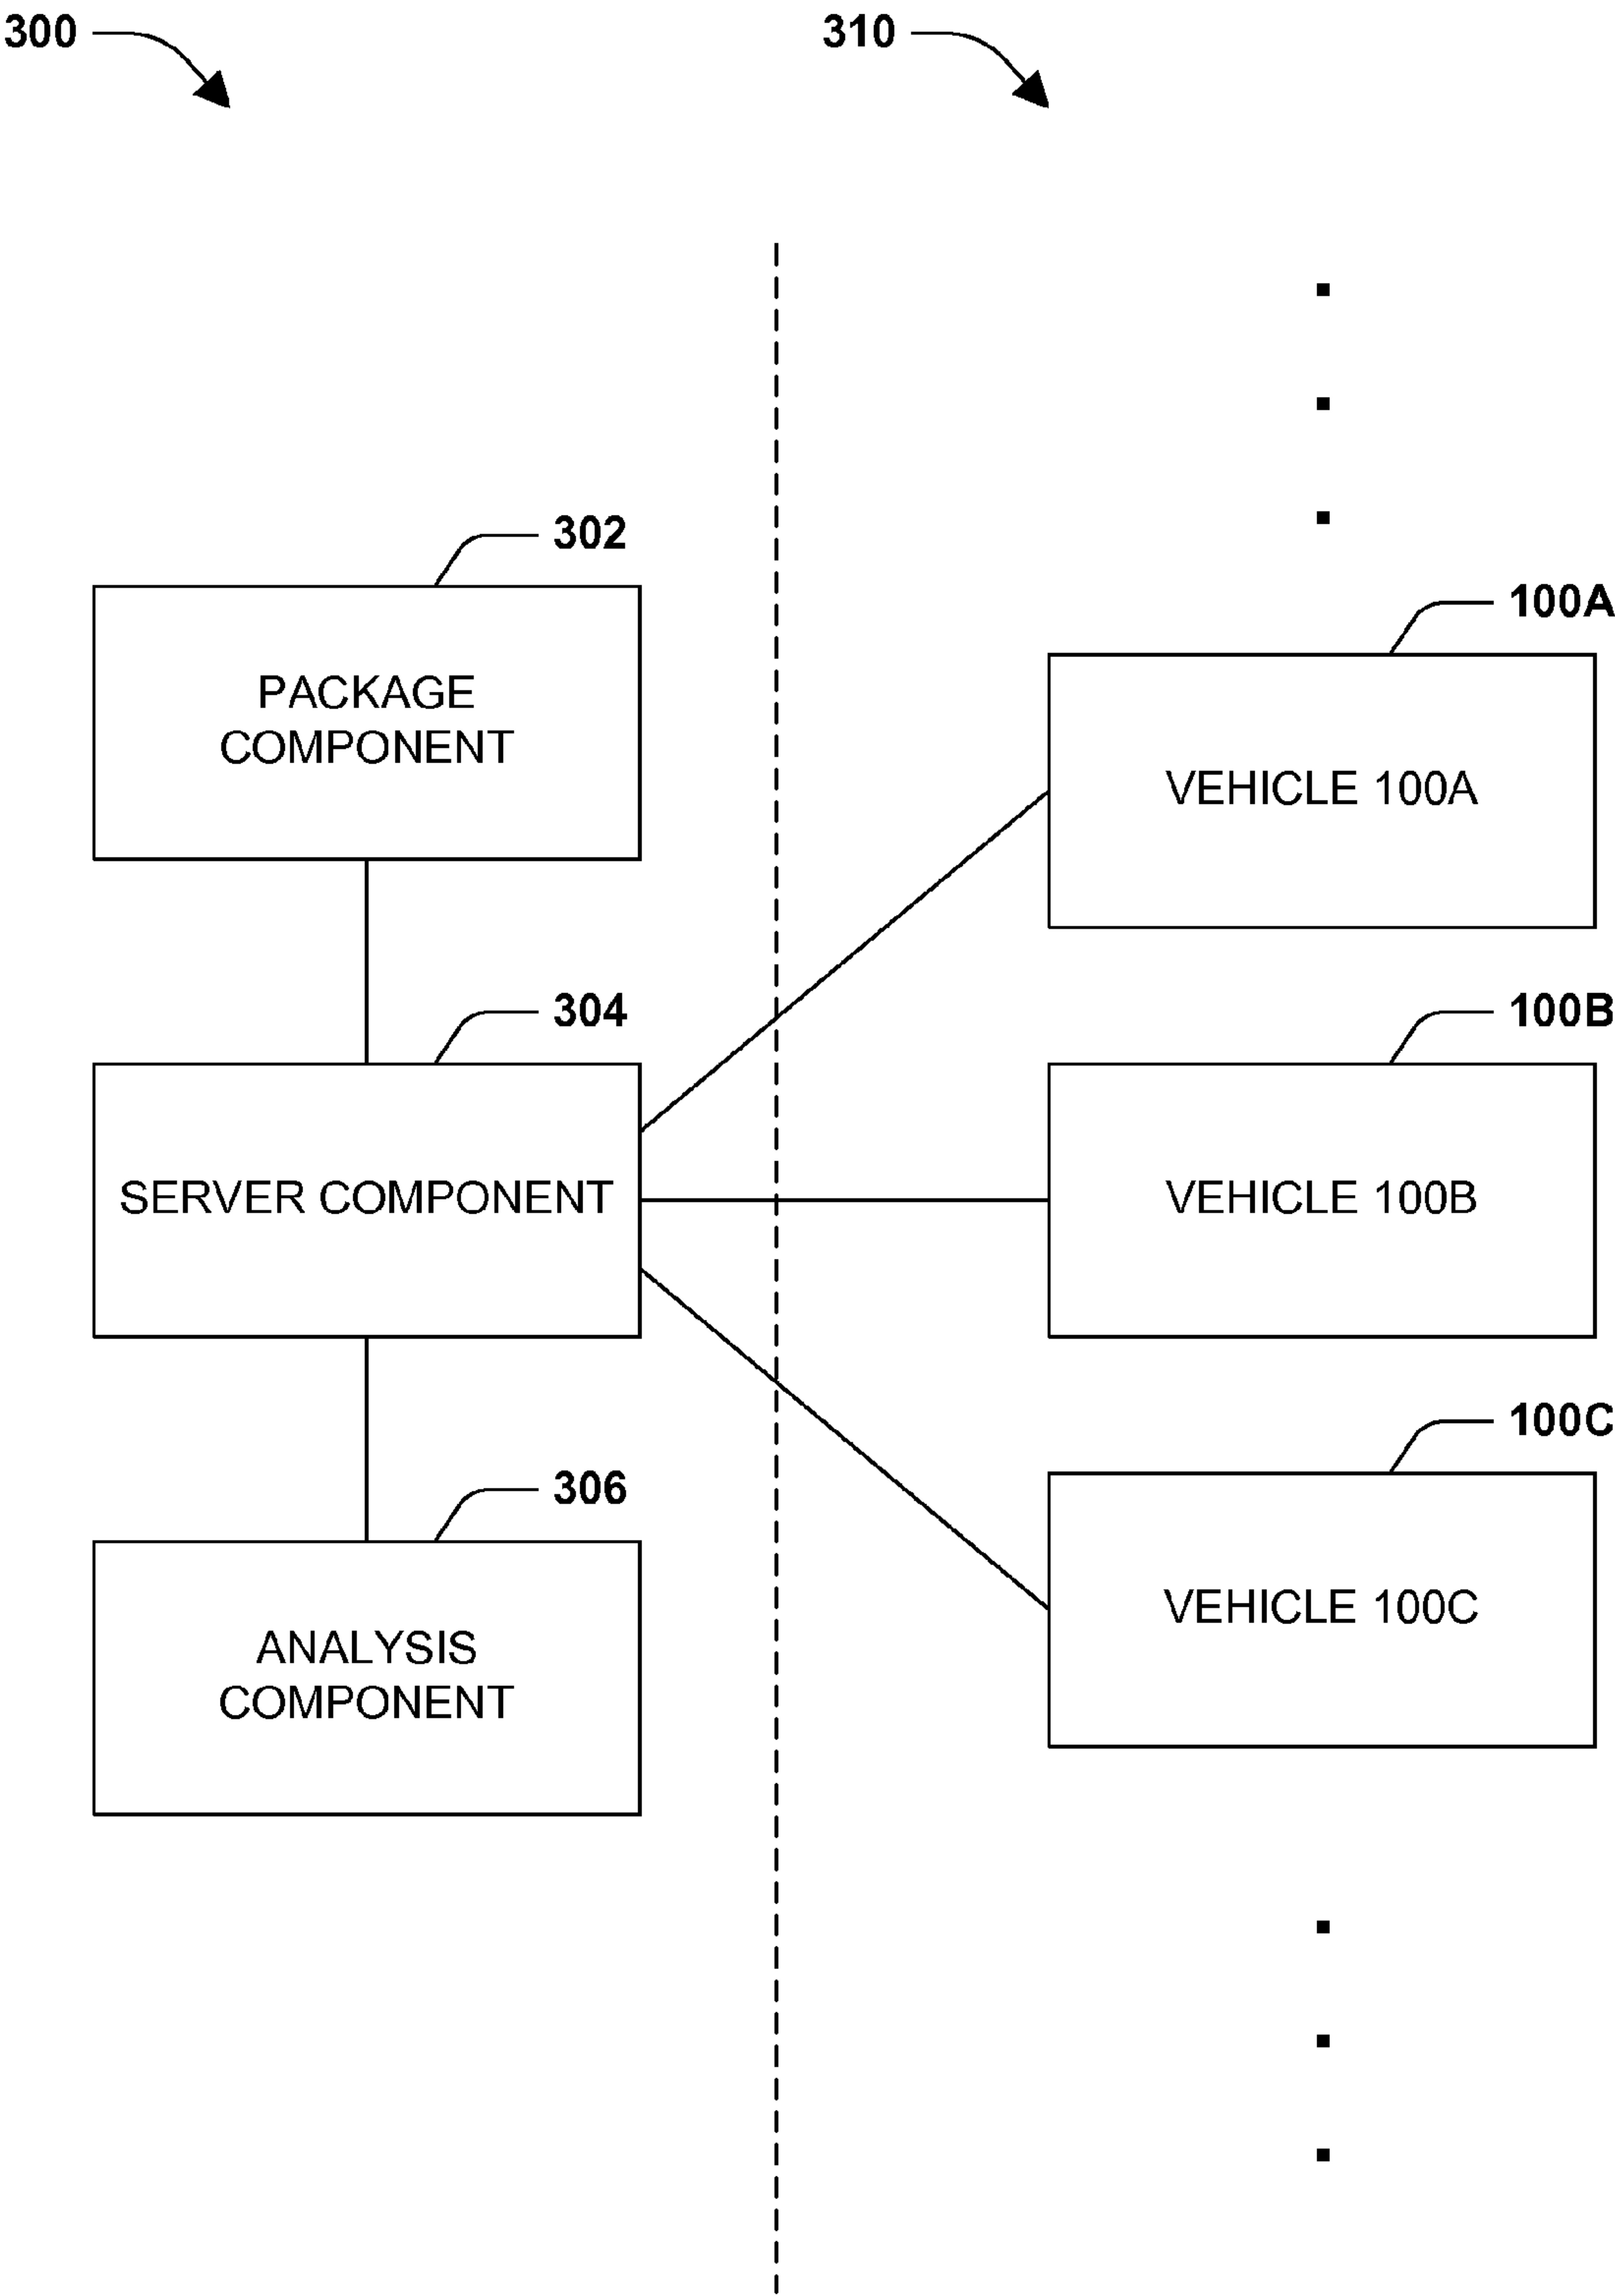 300
310
302
PACKAGE
COMPONENT
100A
VEHICLE 100A
304
SERVER COMPONENT
100B
VEHICLE 100B
306
ANALYSIS
COMPONENT
100C
VEHICLE 100C